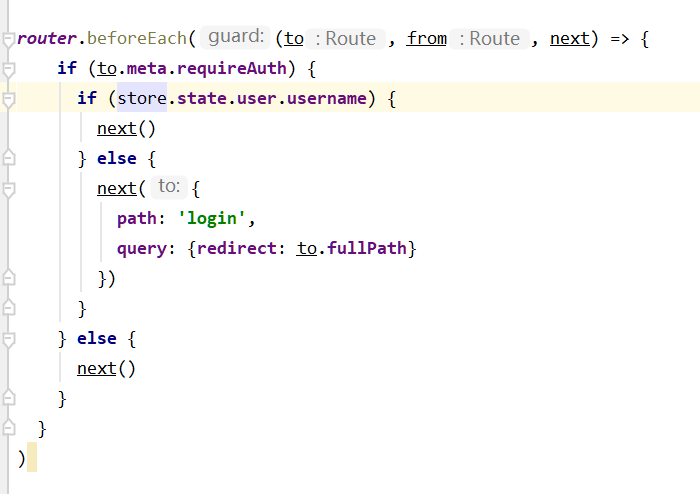 router.beforeEach( guard: (to : Route , from : Route , next) => {
if (to.meta.requireAuth) {
if (store.state.user.username) {
next()
} else {
next( to: {
path: 'login',
query: {redirect: to.fullPath}
})
}
} else {
next()
}
}
)